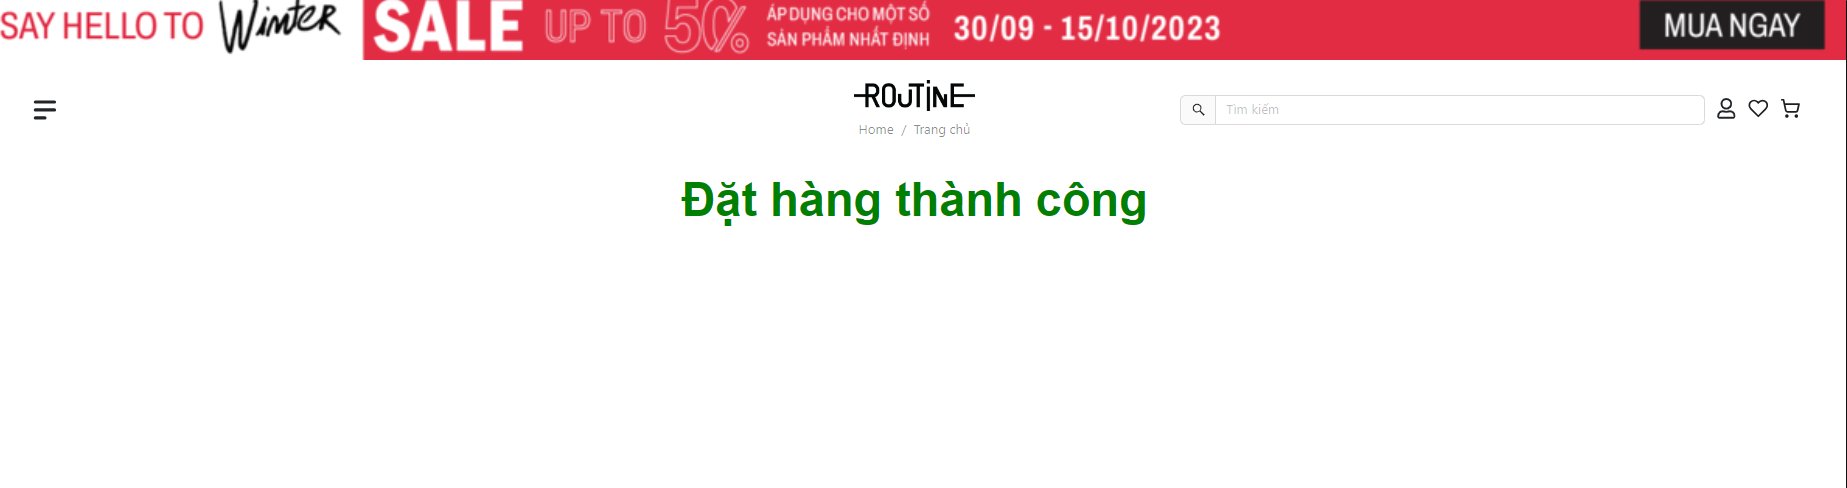 SAY HELLO TO Winter SALE UP TO 50% ÁP DỤNG CHO MỘT SỐ
SẢN PHẨM NHẤT ĐỊNH
30/09 - 15/10/2023
MUA NGAY
ROUTINE
Home / Trang chủ
Tìm kiếm
Đặt hàng thành công